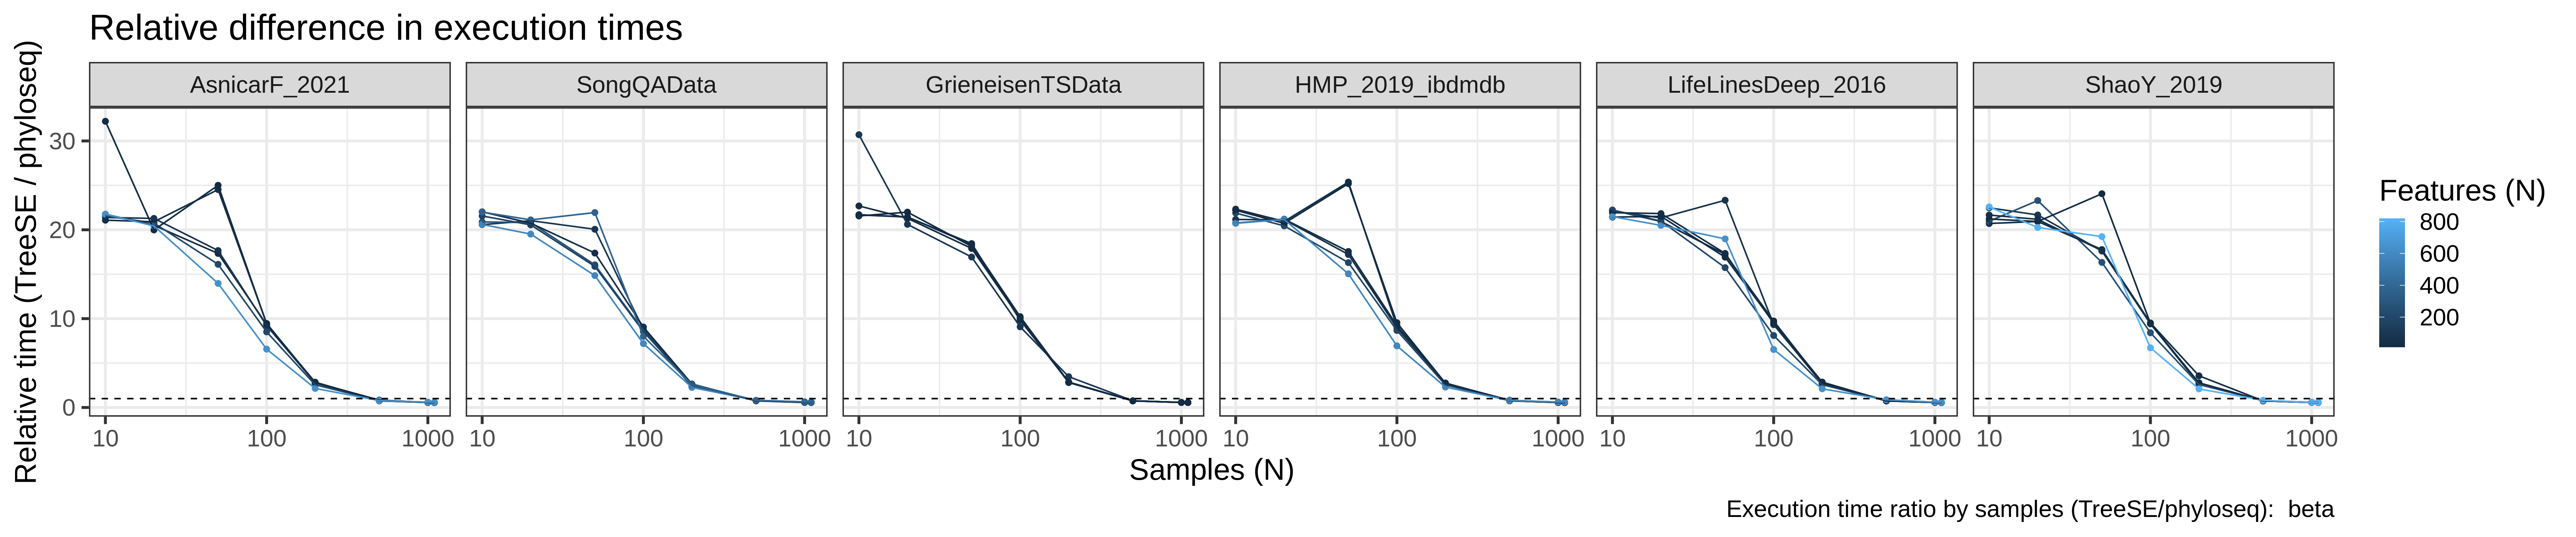 Relative difference in execution times
AsnicarF_2021
SongQAData
GrieneisenTSData
HMP_2019_ibdmdb
LifeLinesDeep_2016
ShaoY_2019
Relative time (TreeSE / phyloseq)
30
20
10
0
10 100 1000
10 100 1000
10 100 1000
10 100 1000
10 100 1000
10 100 1000
Samples (N)
Features (N)
800
600
400
200
Execution time ratio by samples (TreeSE/phyloseq):  beta